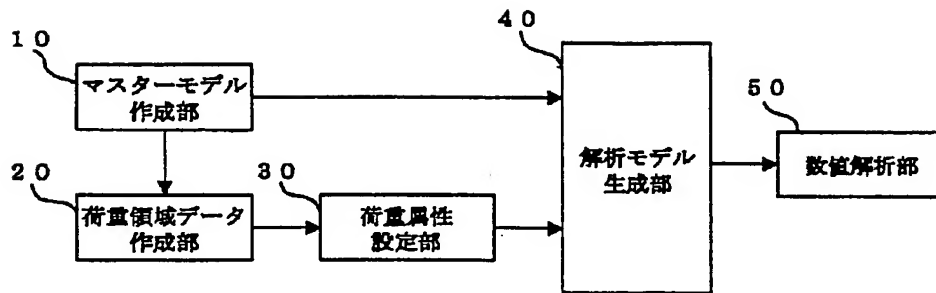 10
マスターモデル
作成部
20
荷重領域データ
作成部
30
荷重属性
設定部
40
解析モデル
生成部
50
数値解析部